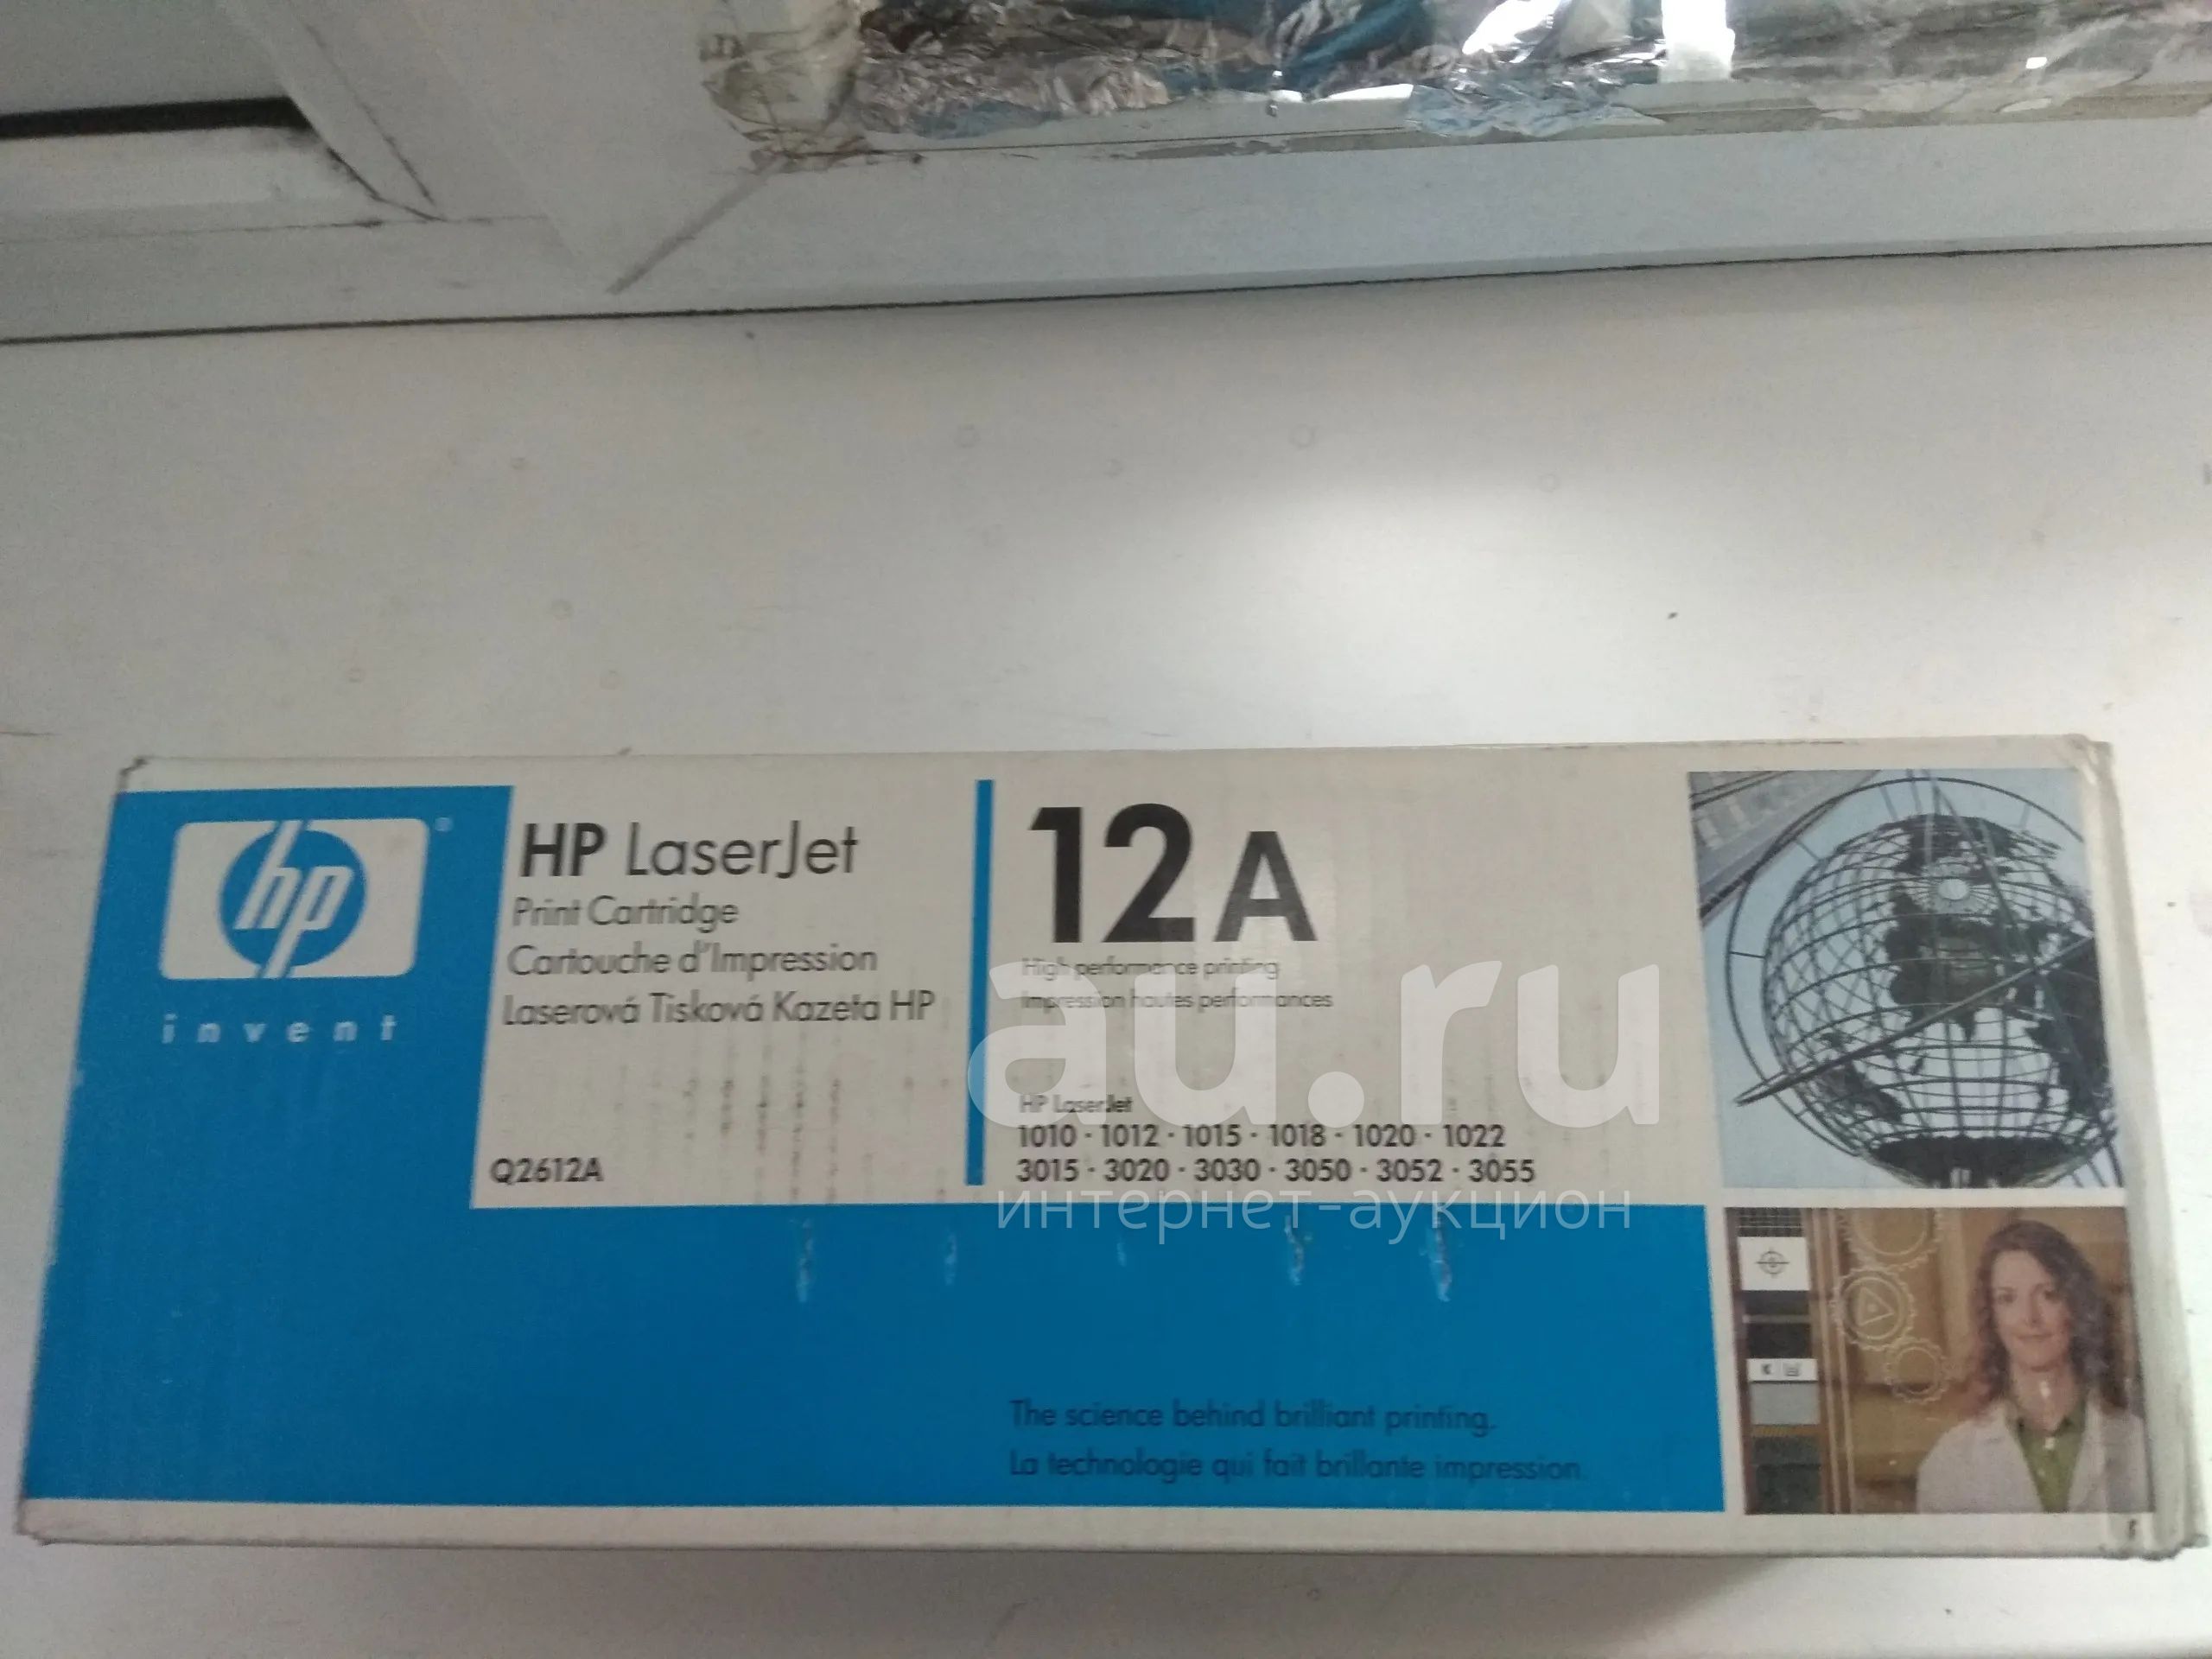 hp
®
invent
HP LaserJet
Print Cartridge
Cartouche d'Impression
Laserová Tisková Kazeta HP
Q2612A
12A
High performance printing
Impression hautes performances
HP LaserJet
1010 · 1012 · 1015 · 1018 · 1020 · 1022
3015 · 3020 · 3030 · 3050 · 3052 · 3055
The science behind brilliant printing.
La technologie qui fait brillante impression.
au.ru
интернет-аукцион